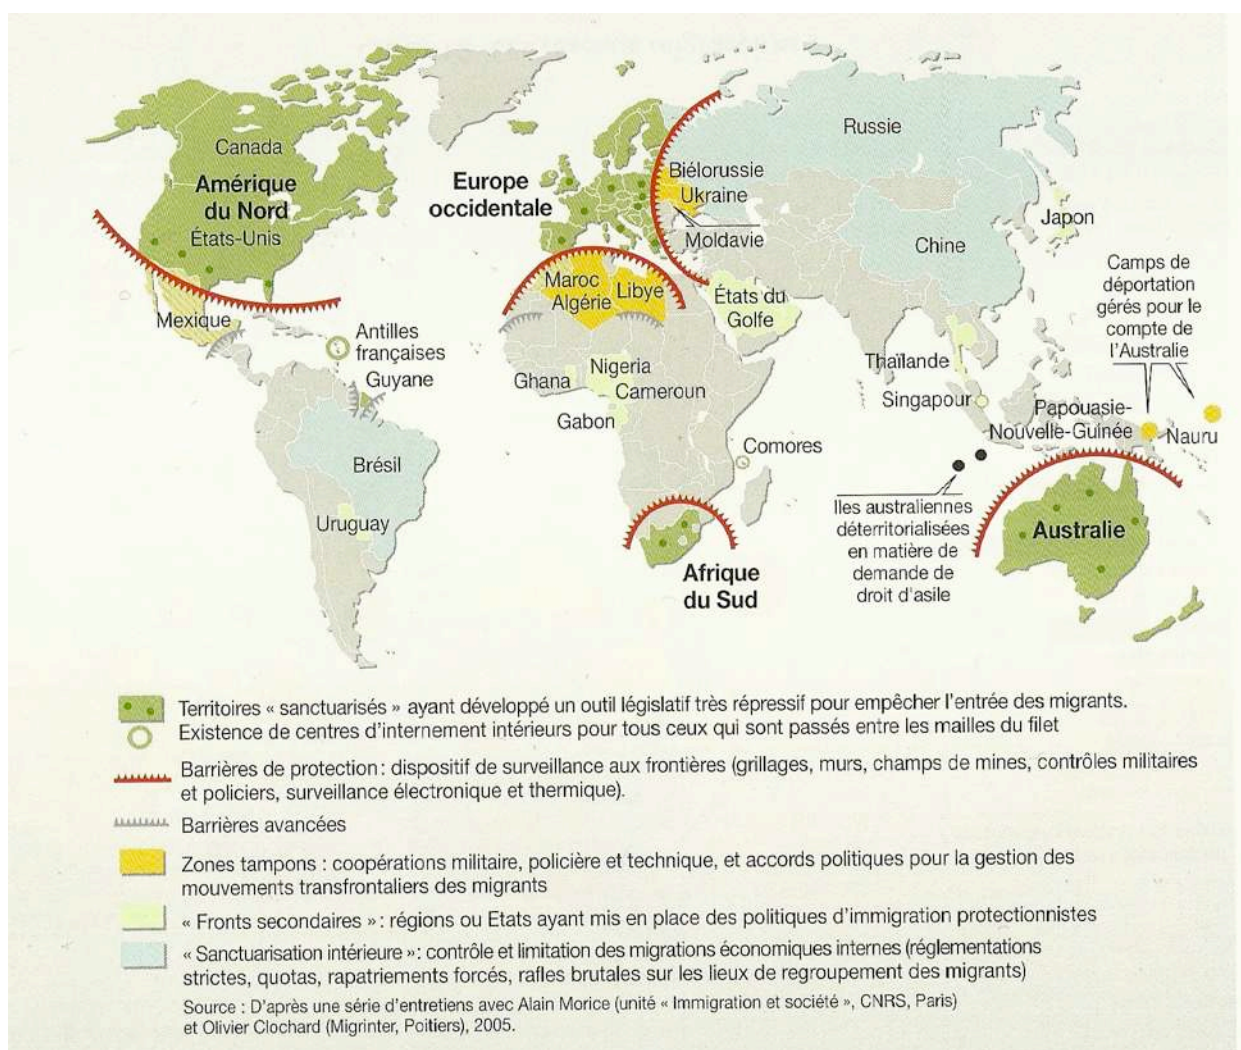 Canada
Amérique
du Nord
États-Unis
Mexique
Antilles
françaises
Guyane
Brésil
Uruguay
Europe
occidentale
Biélorussie
Ukraine
Moldavie
Russie
Chine
Japon
Maroc
Algérie
Libye
États du
Golfe
Nigeria
Ghana
Cameroun
Gabon
Comores
Afrique
du Sud
Thaïlande
Singapour
Camps de
déportation
gérés pour le
compte de
l'Australie
Papouasie-
Nouvelle-Guinée
Nauru
Iles australiennes
déterritorialisées
en matière de
demande de
droit d'asile
Australie
Territoires « sanctuarisés » ayant développé un outil législatif très répressif pour empêcher l'entrée des migrants.
Existence de centres d'internement intérieurs pour tous ceux qui sont passés entre les mailles du filet
Barrières de protection : dispositif de surveillance aux frontières (grillages, murs, champs de mines, contrôles militaires
et policiers, surveillance électronique et thermique).
Barrières avancées
Zones tampons : coopérations militaire, policière et technique, et accords politiques pour la gestion des
mouvements transfrontaliers des migrants
« Fronts secondaires » : régions ou Etats ayant mis en place des politiques d'immigration protectionnistes
« Sanctuarisation intérieure » : contrôle et limitation des migrations économiques internes (réglementations
strictes, quotas, rapatriements forcés, rafles brutales sur les lieux de regroupement des migrants)
Source : D'après une série d'entretiens avec Alain Morice (unité « Immigration et société », CNRS, Paris)
et Olivier Clochard (Migrinter, Poitiers), 2005.